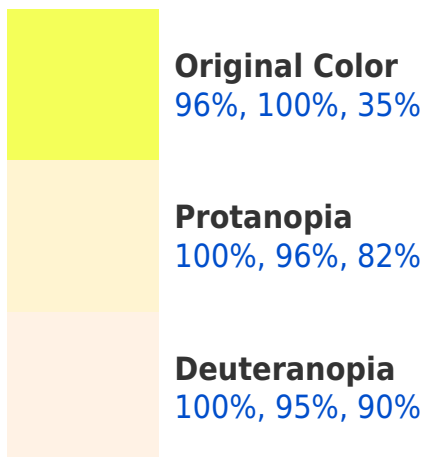 Original Color
96%, 100%, 35%
Protanopia
100%, 96%, 82%
Deuteranopia
100%, 95%, 90%